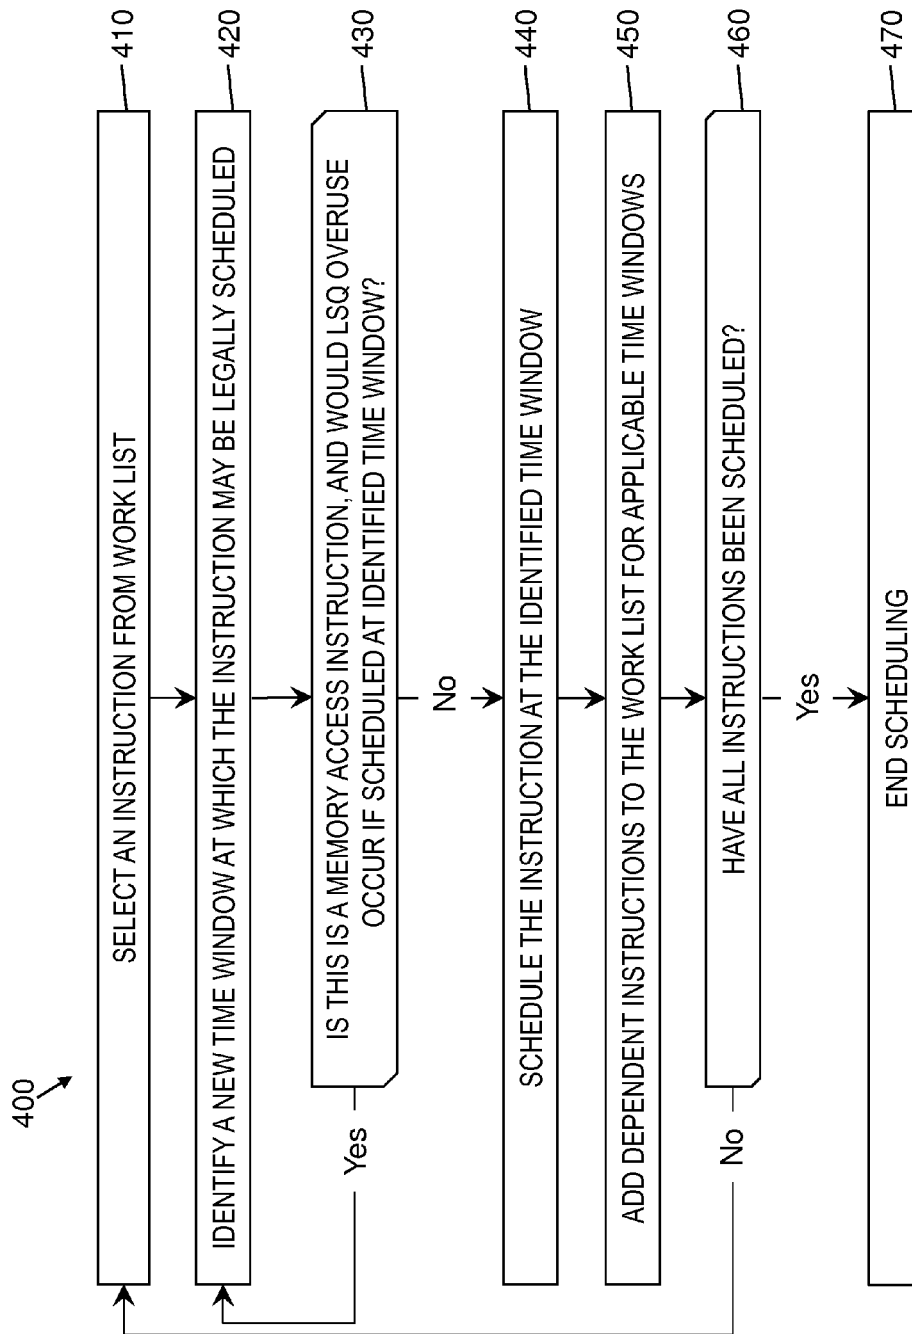 400
SELECT AN INSTRUCTION FROM WORK LIST
410
IDENTIFY A NEW TIME WINDOW AT WHICH THE INSTRUCTION MAY BE LEGALLY SCHEDULED
420
IS THIS IS A MEMORY ACCESS INSTRUCTION, AND WOULD LSQ OVERUSE
OCCUR IF SCHEDULED AT IDENTIFIED TIME WINDOW?
430
Yes
No
SCHEDULE THE INSTRUCTION AT THE IDENTIFIED TIME WINDOW
440
ADD DEPENDENT INSTRUCTIONS TO THE WORK LIST FOR APPLICABLE TIME WINDOWS
450
HAVE ALL INSTRUCTIONS BEEN SCHEDULED?
460
No
Yes
END SCHEDULING
470